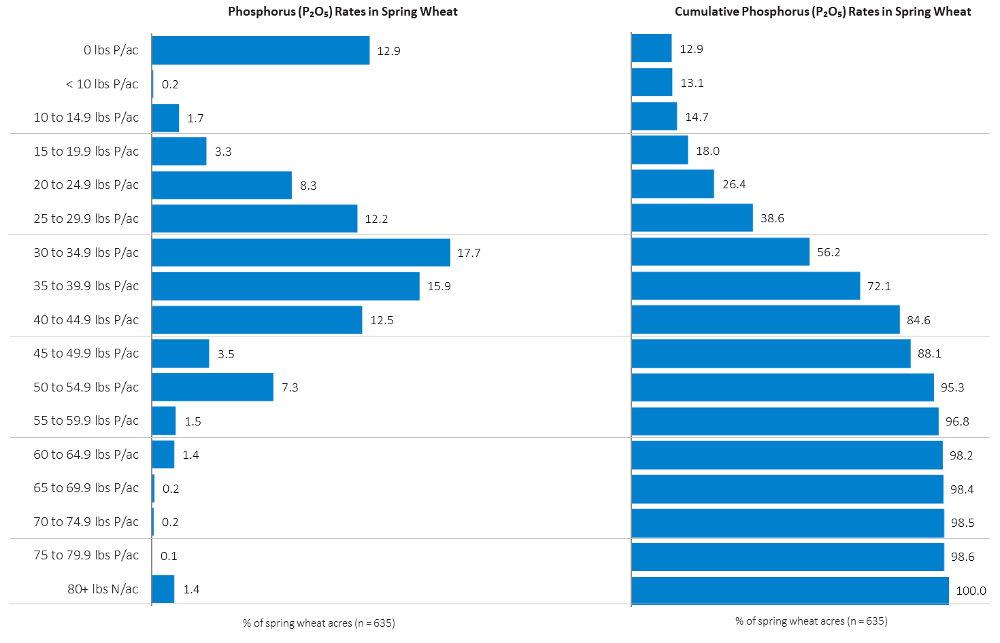 Phosphorus (P₂O₅) Rates in Spring Wheat
Cumulative Phosphorus (P₂O₅) Rates in Spring Wheat
0 lbs P/ac 12.9 12.9
< 10 lbs P/ac 0.2 13.1
10 to 14.9 lbs P/ac 1.7 14.7
15 to 19.9 lbs P/ac 3.3 18.0
20 to 24.9 lbs P/ac 8.3 26.4
25 to 29.9 lbs P/ac 12.2 38.6
30 to 34.9 lbs P/ac 17.7 56.2
35 to 39.9 lbs P/ac 15.9 72.1
40 to 44.9 lbs P/ac 12.5 84.6
45 to 49.9 lbs P/ac 3.5 88.1
50 to 54.9 lbs P/ac 7.3 95.3
55 to 59.9 lbs P/ac 1.5 96.8
60 to 64.9 lbs P/ac 1.4 98.2
65 to 69.9 lbs P/ac 0.2 98.4
70 to 74.9 lbs P/ac 0.2 98.5
75 to 79.9 lbs P/ac 0.1 98.6
80+ lbs N/ac 1.4 100.0
% of spring wheat acres (n = 635)
% of spring wheat acres (n = 635)